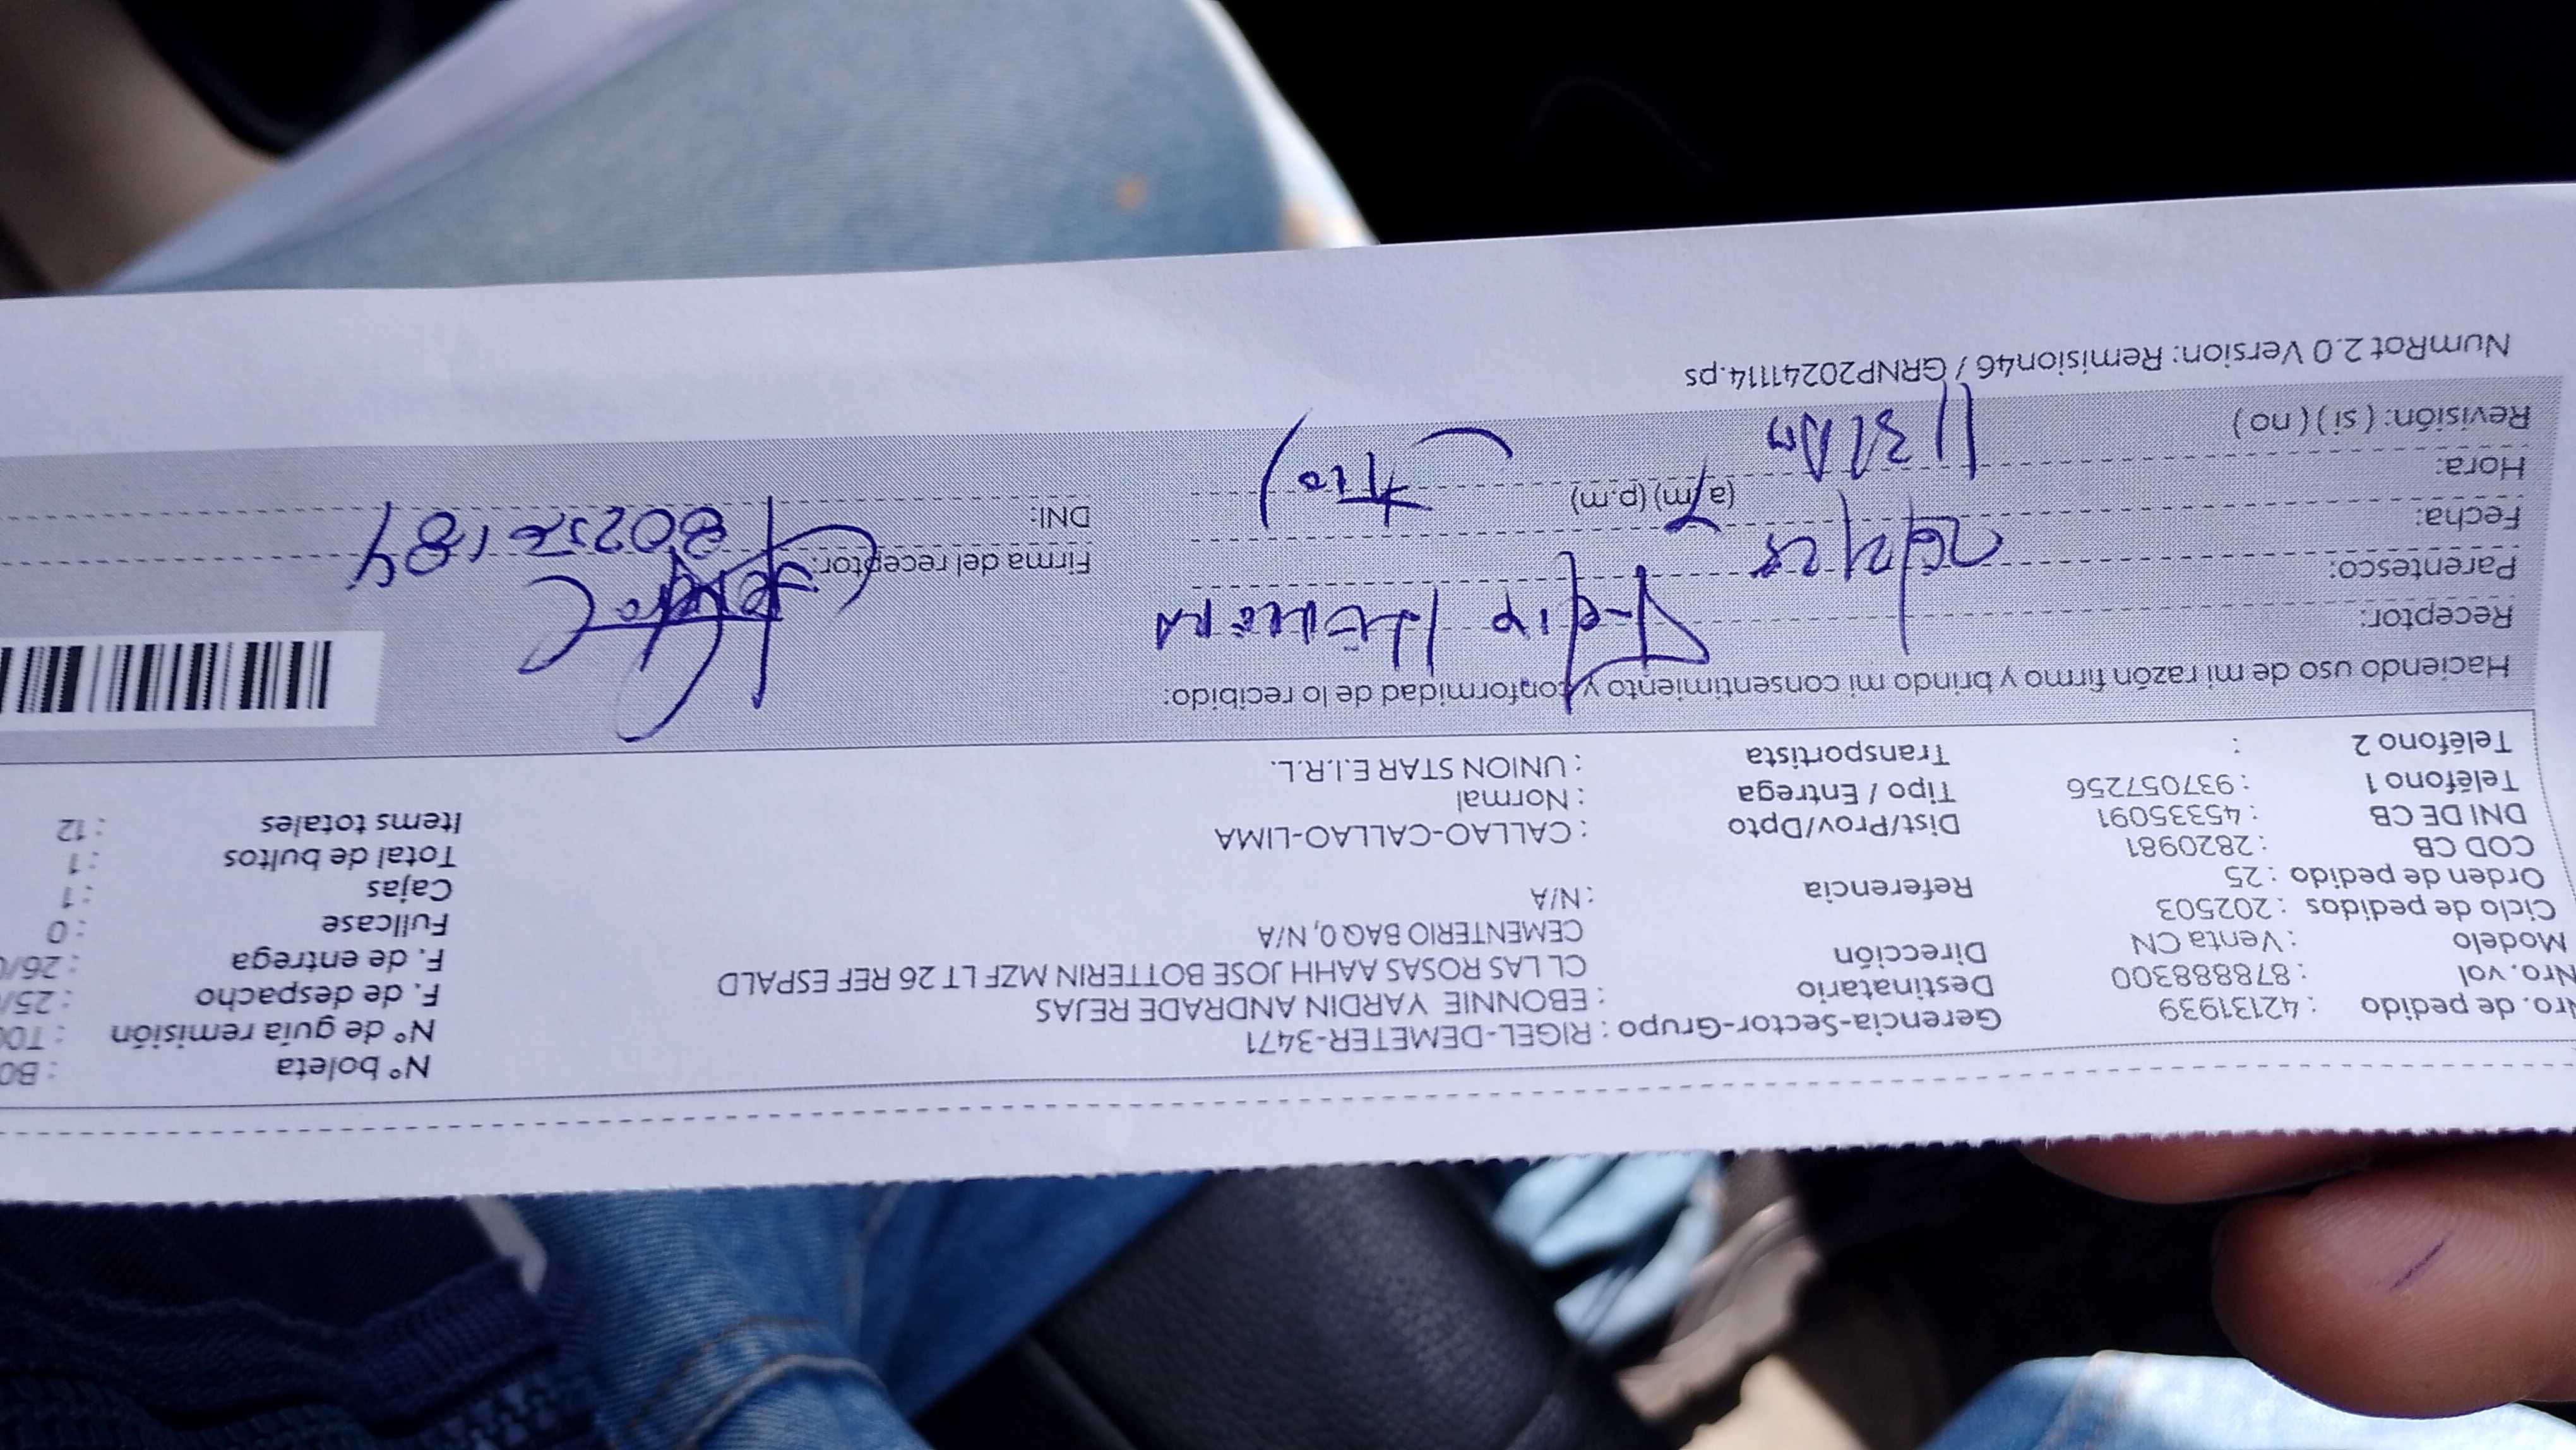 Nro. de pedido : 42131939
Nro. vol : 878888300
Modelo : Venta CN
Ciclo de pedidos : 202503
Orden de pedido : 25
COD CB : 2820981
DNI DE CB : 45335091
Teléfono 1 : 937057256
Teléfono 2 :
Gerencia-Sector-Grupo : RIGEL-DEMETER-3471
Destinatario : EBONNIE YARDIN ANDRADE REJAS
Dirección CL LAS ROSAS AAHH JOSE BOTTERIN MZF LT 26 REF ESPALD
CEMENTERIO BAQ 0, N/A
Referencia : N/A
Dist/Prov/Dpto : CALLAO-CALLAO-LIMA
Tipo / Entrega : Normal
Transportista : UNION STAR E.I.R.L.
N° boleta : B0
N° de guía remisión : T00
F. de despacho : 25/
F. de entrega : 26/0
Fullcase : 0
Cajas : 1
Total de bultos : 1
Items totales : 12
Haciendo uso de mi razón firmo y brindo mi consentimiento y conformidad de lo recibido:
Receptor:
Parentesco:
Fecha:
Hora: (a.m) (p.m)
1131AM
Revisión: ( si ) ( no )
Firma del receptor:
DNI:
NumRot 2.0 Version: Remision46 / GRNP20241114.ps